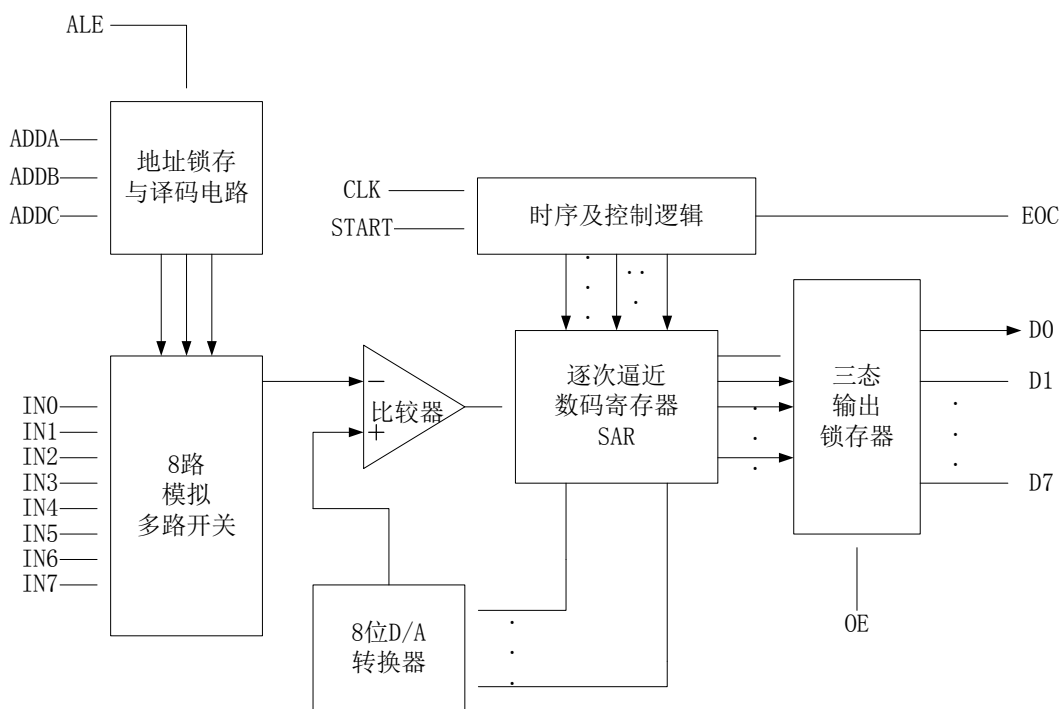 ALE
ADDA
ADDB
ADDC
地址锁存
与译码电路
CLK
START
时序及控制逻辑
EOC
IN0
IN1
IN2
IN3
IN4
IN5
IN6
IN7
8路
模拟
多路开关
−
比较器
+
逐次逼近
数码寄存器
SAR
三态
输出
锁存器
D0
D1
D7
OE
8位D/A
转换器